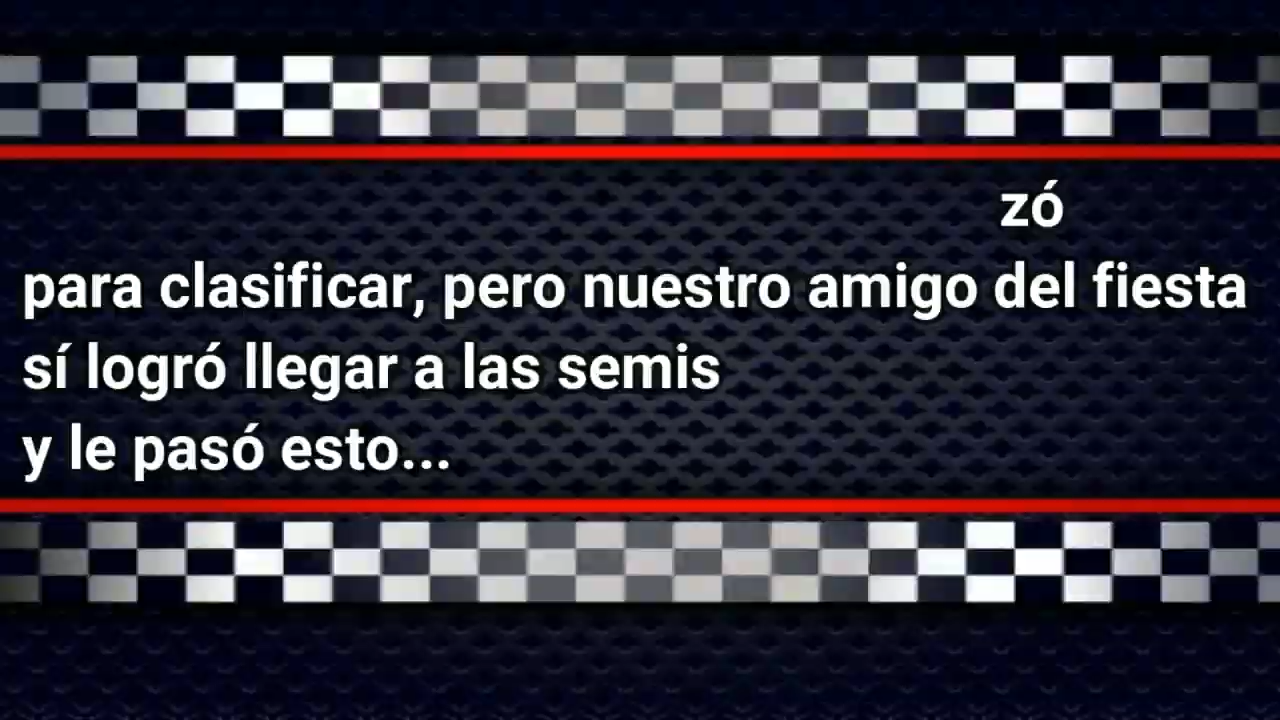 zó
para clasificar, pero nuestro amigo del fiesta
sí logró llegar a las semis
y le pasó esto...